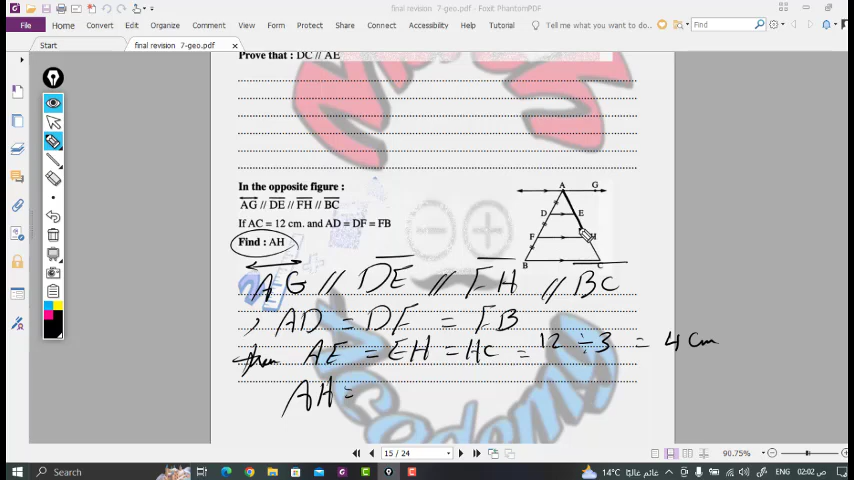 final revision 7-geo.pdf - Foxit PhantomPDF
File Home Convert Edit Organize Comment View Form Protect Share Connect Accessibility Help Tutorial Tell me what you want to do.. Find
Start final revision 7-geo.pdf
Prove that : DC // AE
In the opposite figure :
AG // DE // FH // BC
If AC = 12 cm. and AD = DF = FB
Find : AH
A G
D E
F H
B C
AG // DE // FH // BC
, AD = DF = FB
then AE = EH = HC = 12 ÷ 3 = 4 cm
AH =
15 / 24 90.75%
Search 14°C غائم غالبًا ENG 02:02 ص